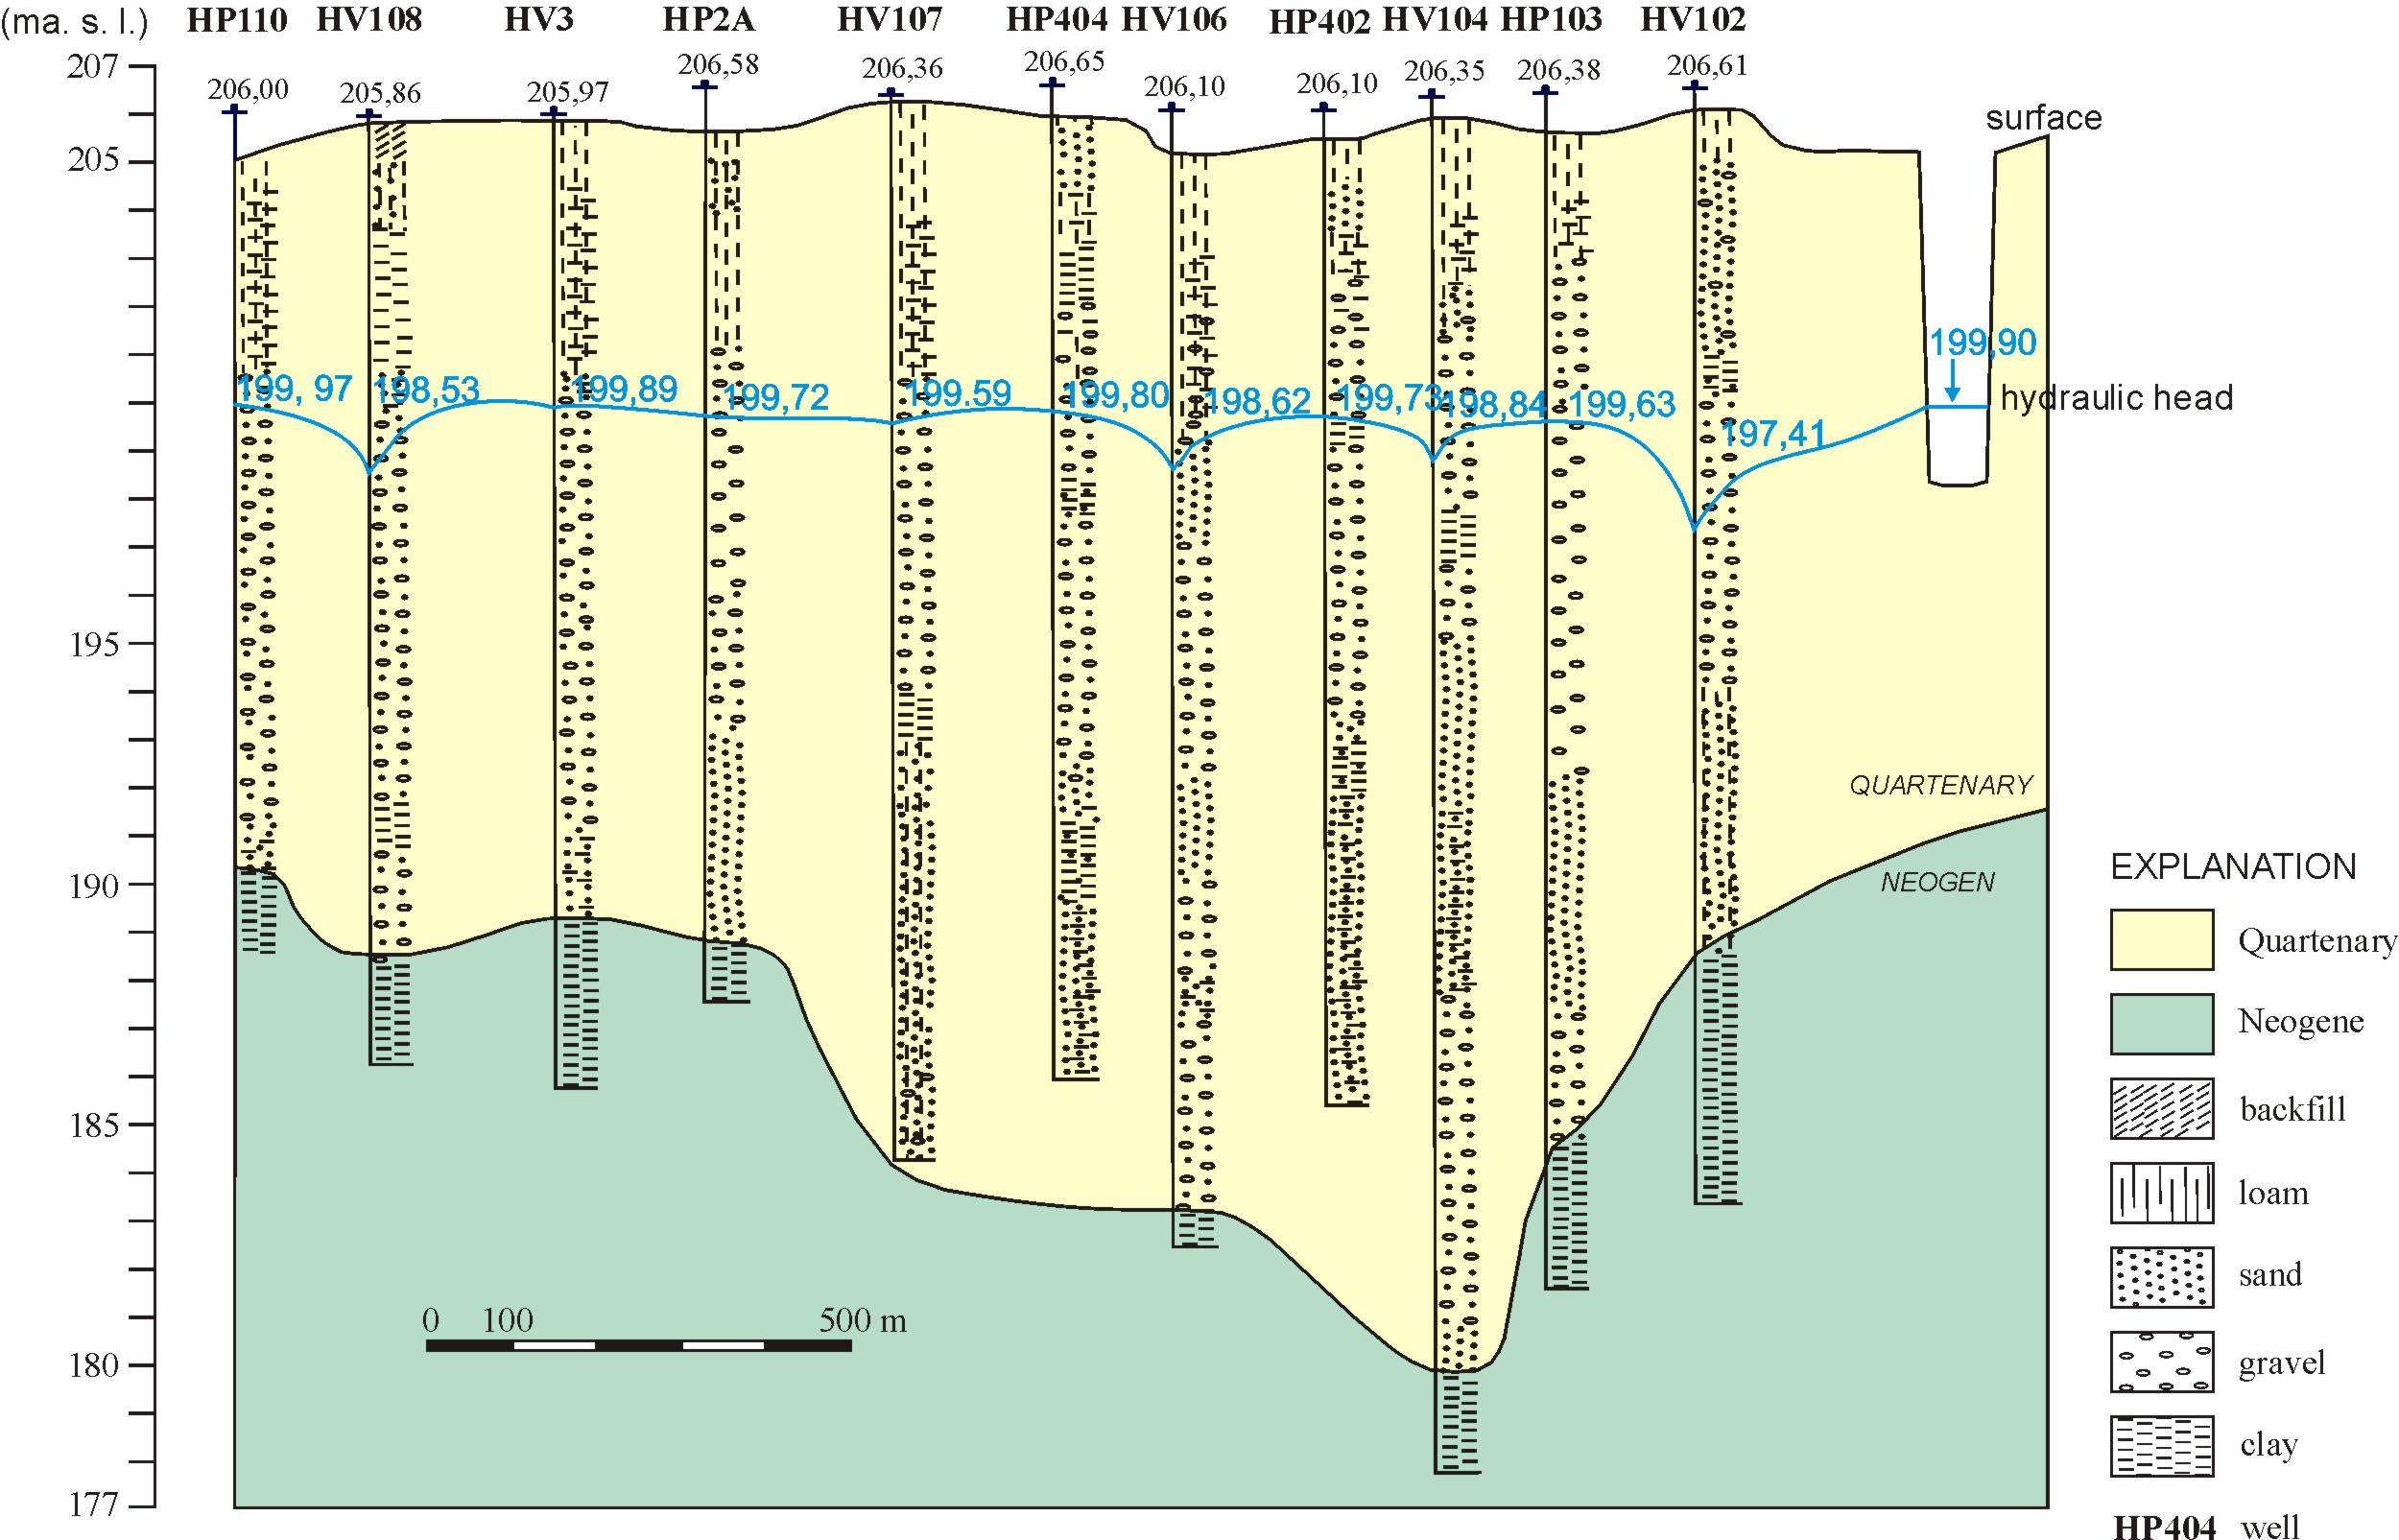 (ma. s. l.) HP110 HV108 HV3 HP2A HV107 HP404 HV106 HP402 HV104 HP103 HV102
207 206,00 205,86 205,97 206,58 206,36 206,65 206,10 206,10 206,35 206,38 206,61
surface
205
199,90
199, 97 198,53 199,89 199,72 199.59 199,80 198,62 199,73 198,84 199,63 197,41
hydraulic head
195
QUARTENARY
190
NEOGEN
EXPLANATION
Quartenary
Neogene
backfill
185
loam
sand
0 100 500 m
180
gravel
clay
177
HP404 well